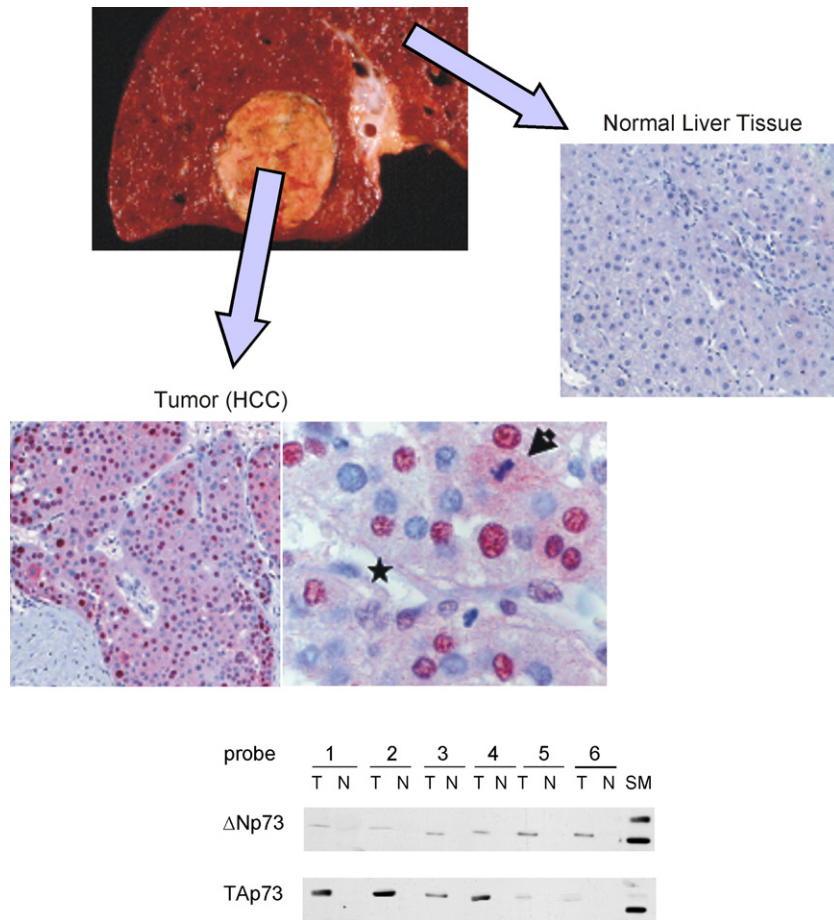 Normal Liver Tissue
Tumor (HCC)
probe 1 2 3 4 5 6
T N T N T N T N T N T N SM
ΔNp73
TAp73